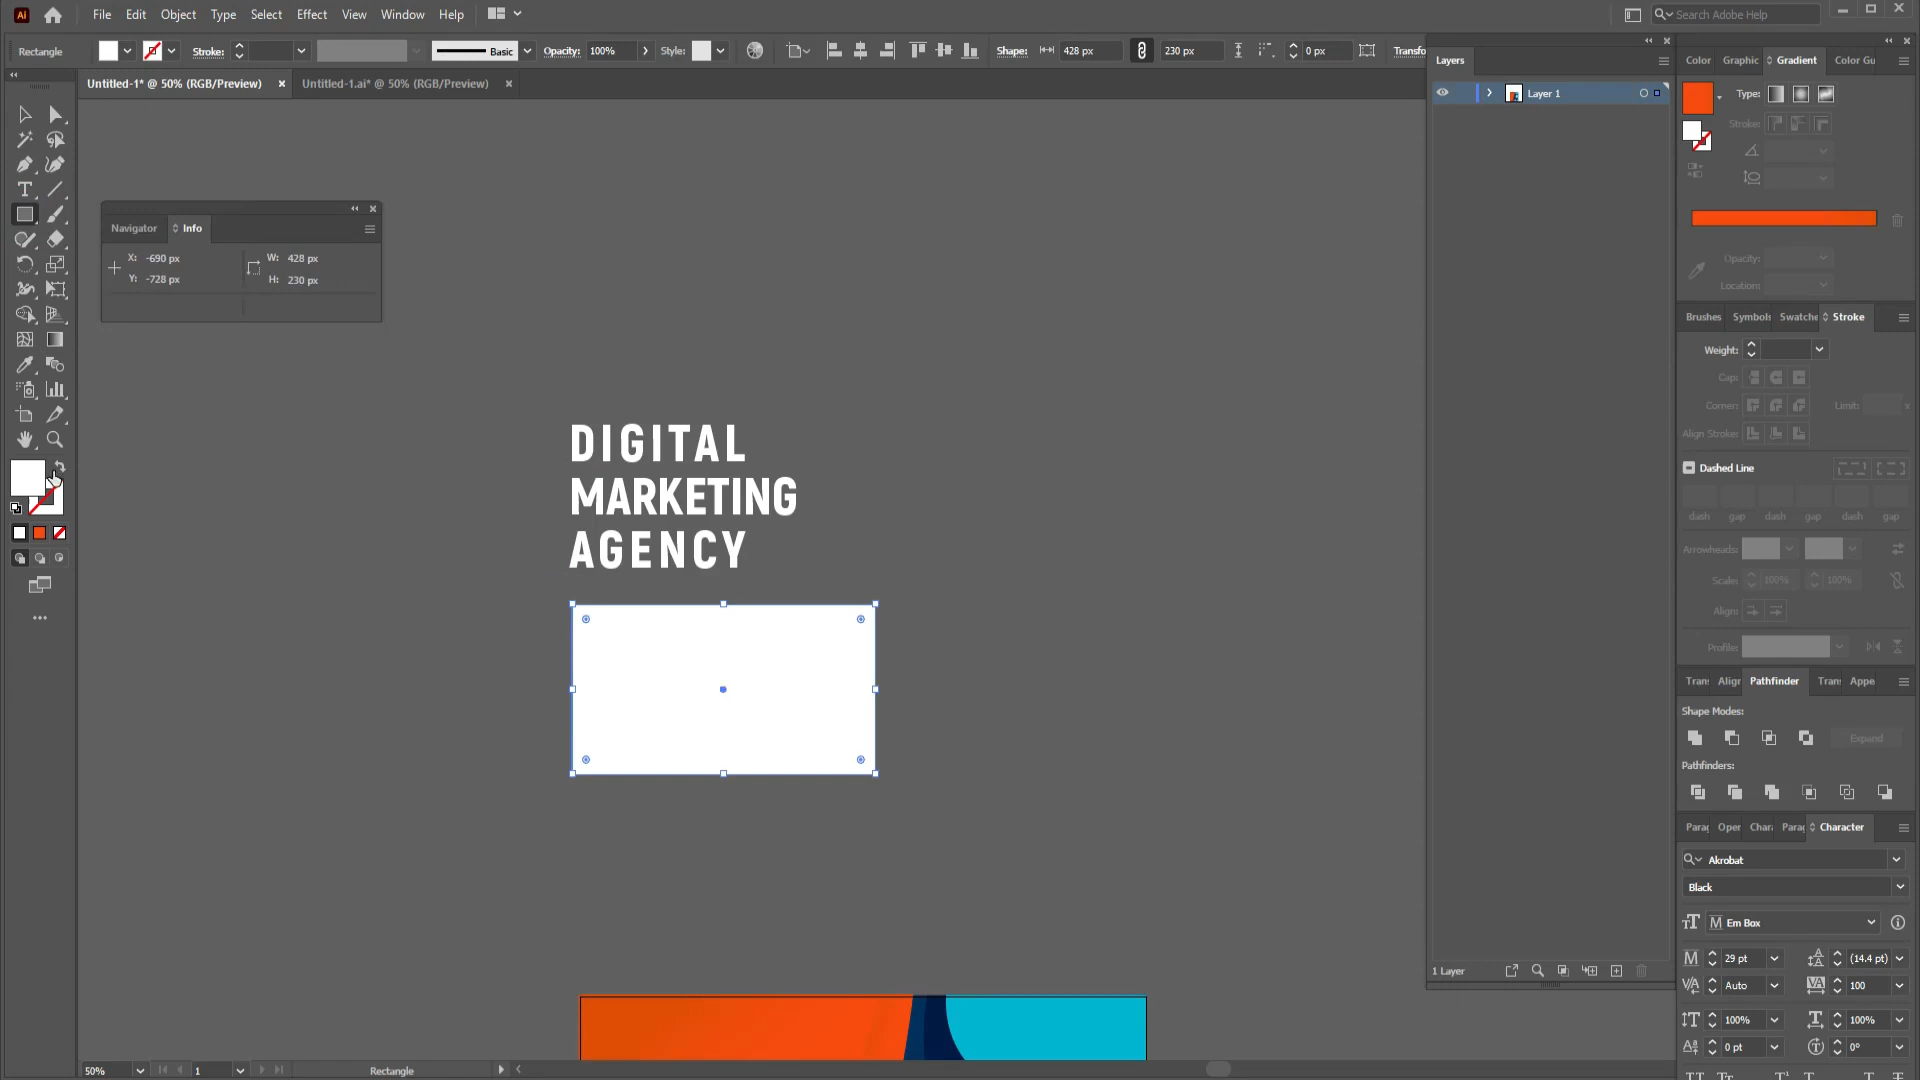 Ai File Edit Object Type Select Effect View Window Help Search Adobe Help
Rectangle Stroke: Basic Opacity: 100% Style: Shape: 428 px 230 px 0 px Transfo
Untitled-1* @ 50% (RGB/Preview) Untitled-1.ai* @ 50% (RGB/Preview)
Navigator Info
X: -690 px W: 428 px
Y: -728 px H: 230 px
DIGITAL
MARKETING
AGENCY
Layers
Layer 1
1 Layer
Color Graphic Gradient Color Gu
Type:
Stroke:
Opacity:
Location:
Brushes Symbols Swatche Stroke
Weight:
Cap:
Corner: Limit: x
Align Stroke:
Dashed Line
dash gap dash gap dash gap
Arrowheads:
Scale: 100% 100%
Align:
Profile:
Trans Align Pathfinder Trans Appe
Shape Modes:
Expand
Pathfinders:
Parag Oper Chara Parag Character
Akrobat
Black
Em Box
29 pt (14.4 pt)
Auto 100
100% 100%
0 pt 0°
50% 1 Rectangle